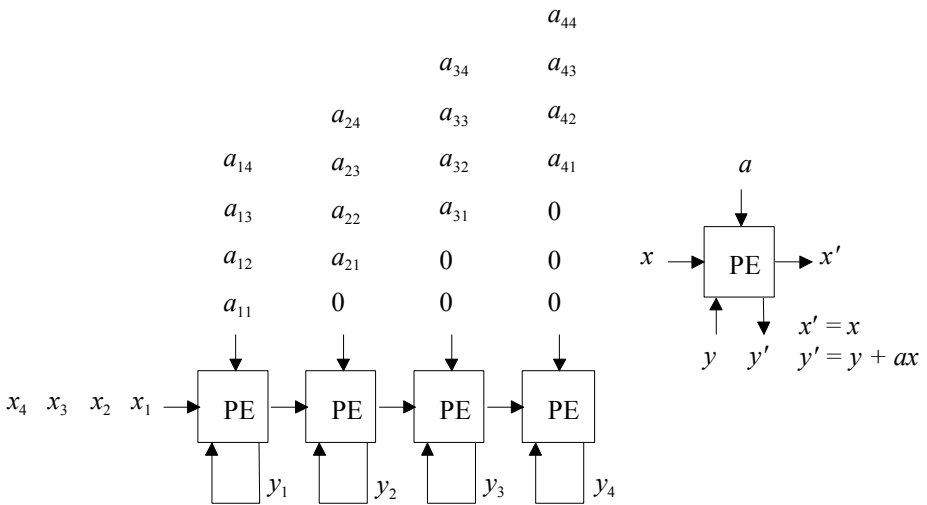 a₄₄
a₃₄ a₄₃
a₂₄ a₃₃ a₄₂
a₁₄ a₂₃ a₃₂ a₄₁
a₁₃ a₂₂ a₃₁ 0
a₁₂ a₂₁ 0 0
a₁₁ 0 0 0
x₄ x₃ x₂ x₁ PE PE PE PE
y₁ y₂ y₃ y₄
a
x PE x′
y y′
x′ = x
y′ = y + ax